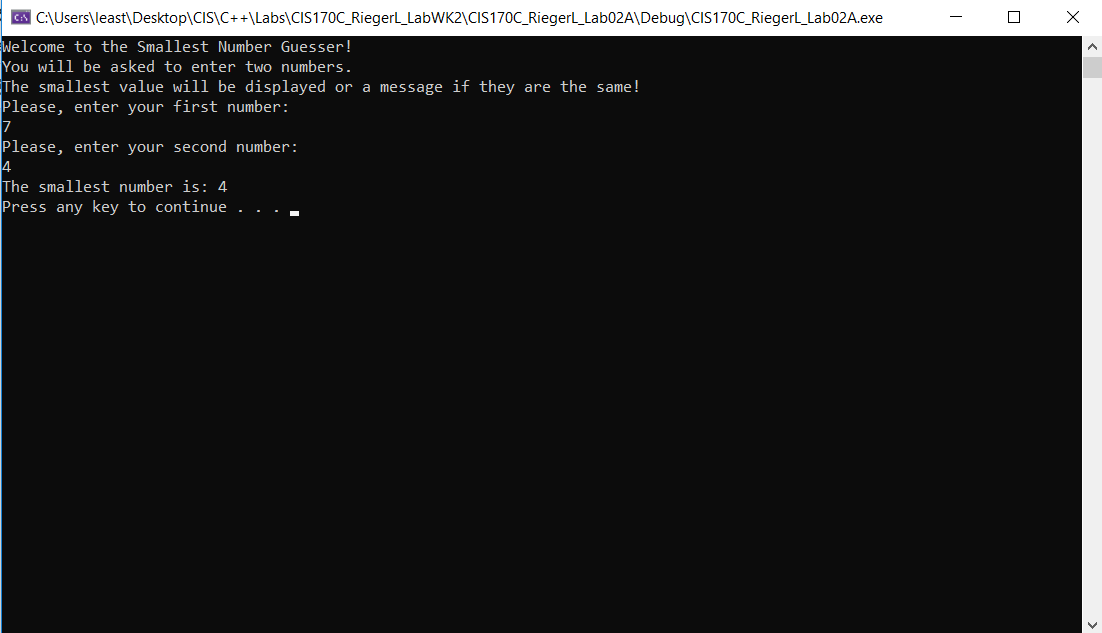 C:\Users\least\Desktop\CIS\C++\Labs\CIS170C_RiegerL_LabWK2\CIS170C_RiegerL_Lab02A\Debug\CIS170C_RiegerL_Lab02A.exe
Welcome to the Smallest Number Guesser!
You will be asked to enter two numbers.
The smallest value will be displayed or a message if they are the same!
Please, enter your first number:
7
Please, enter your second number:
4
The smallest number is: 4
Press any key to continue . . .